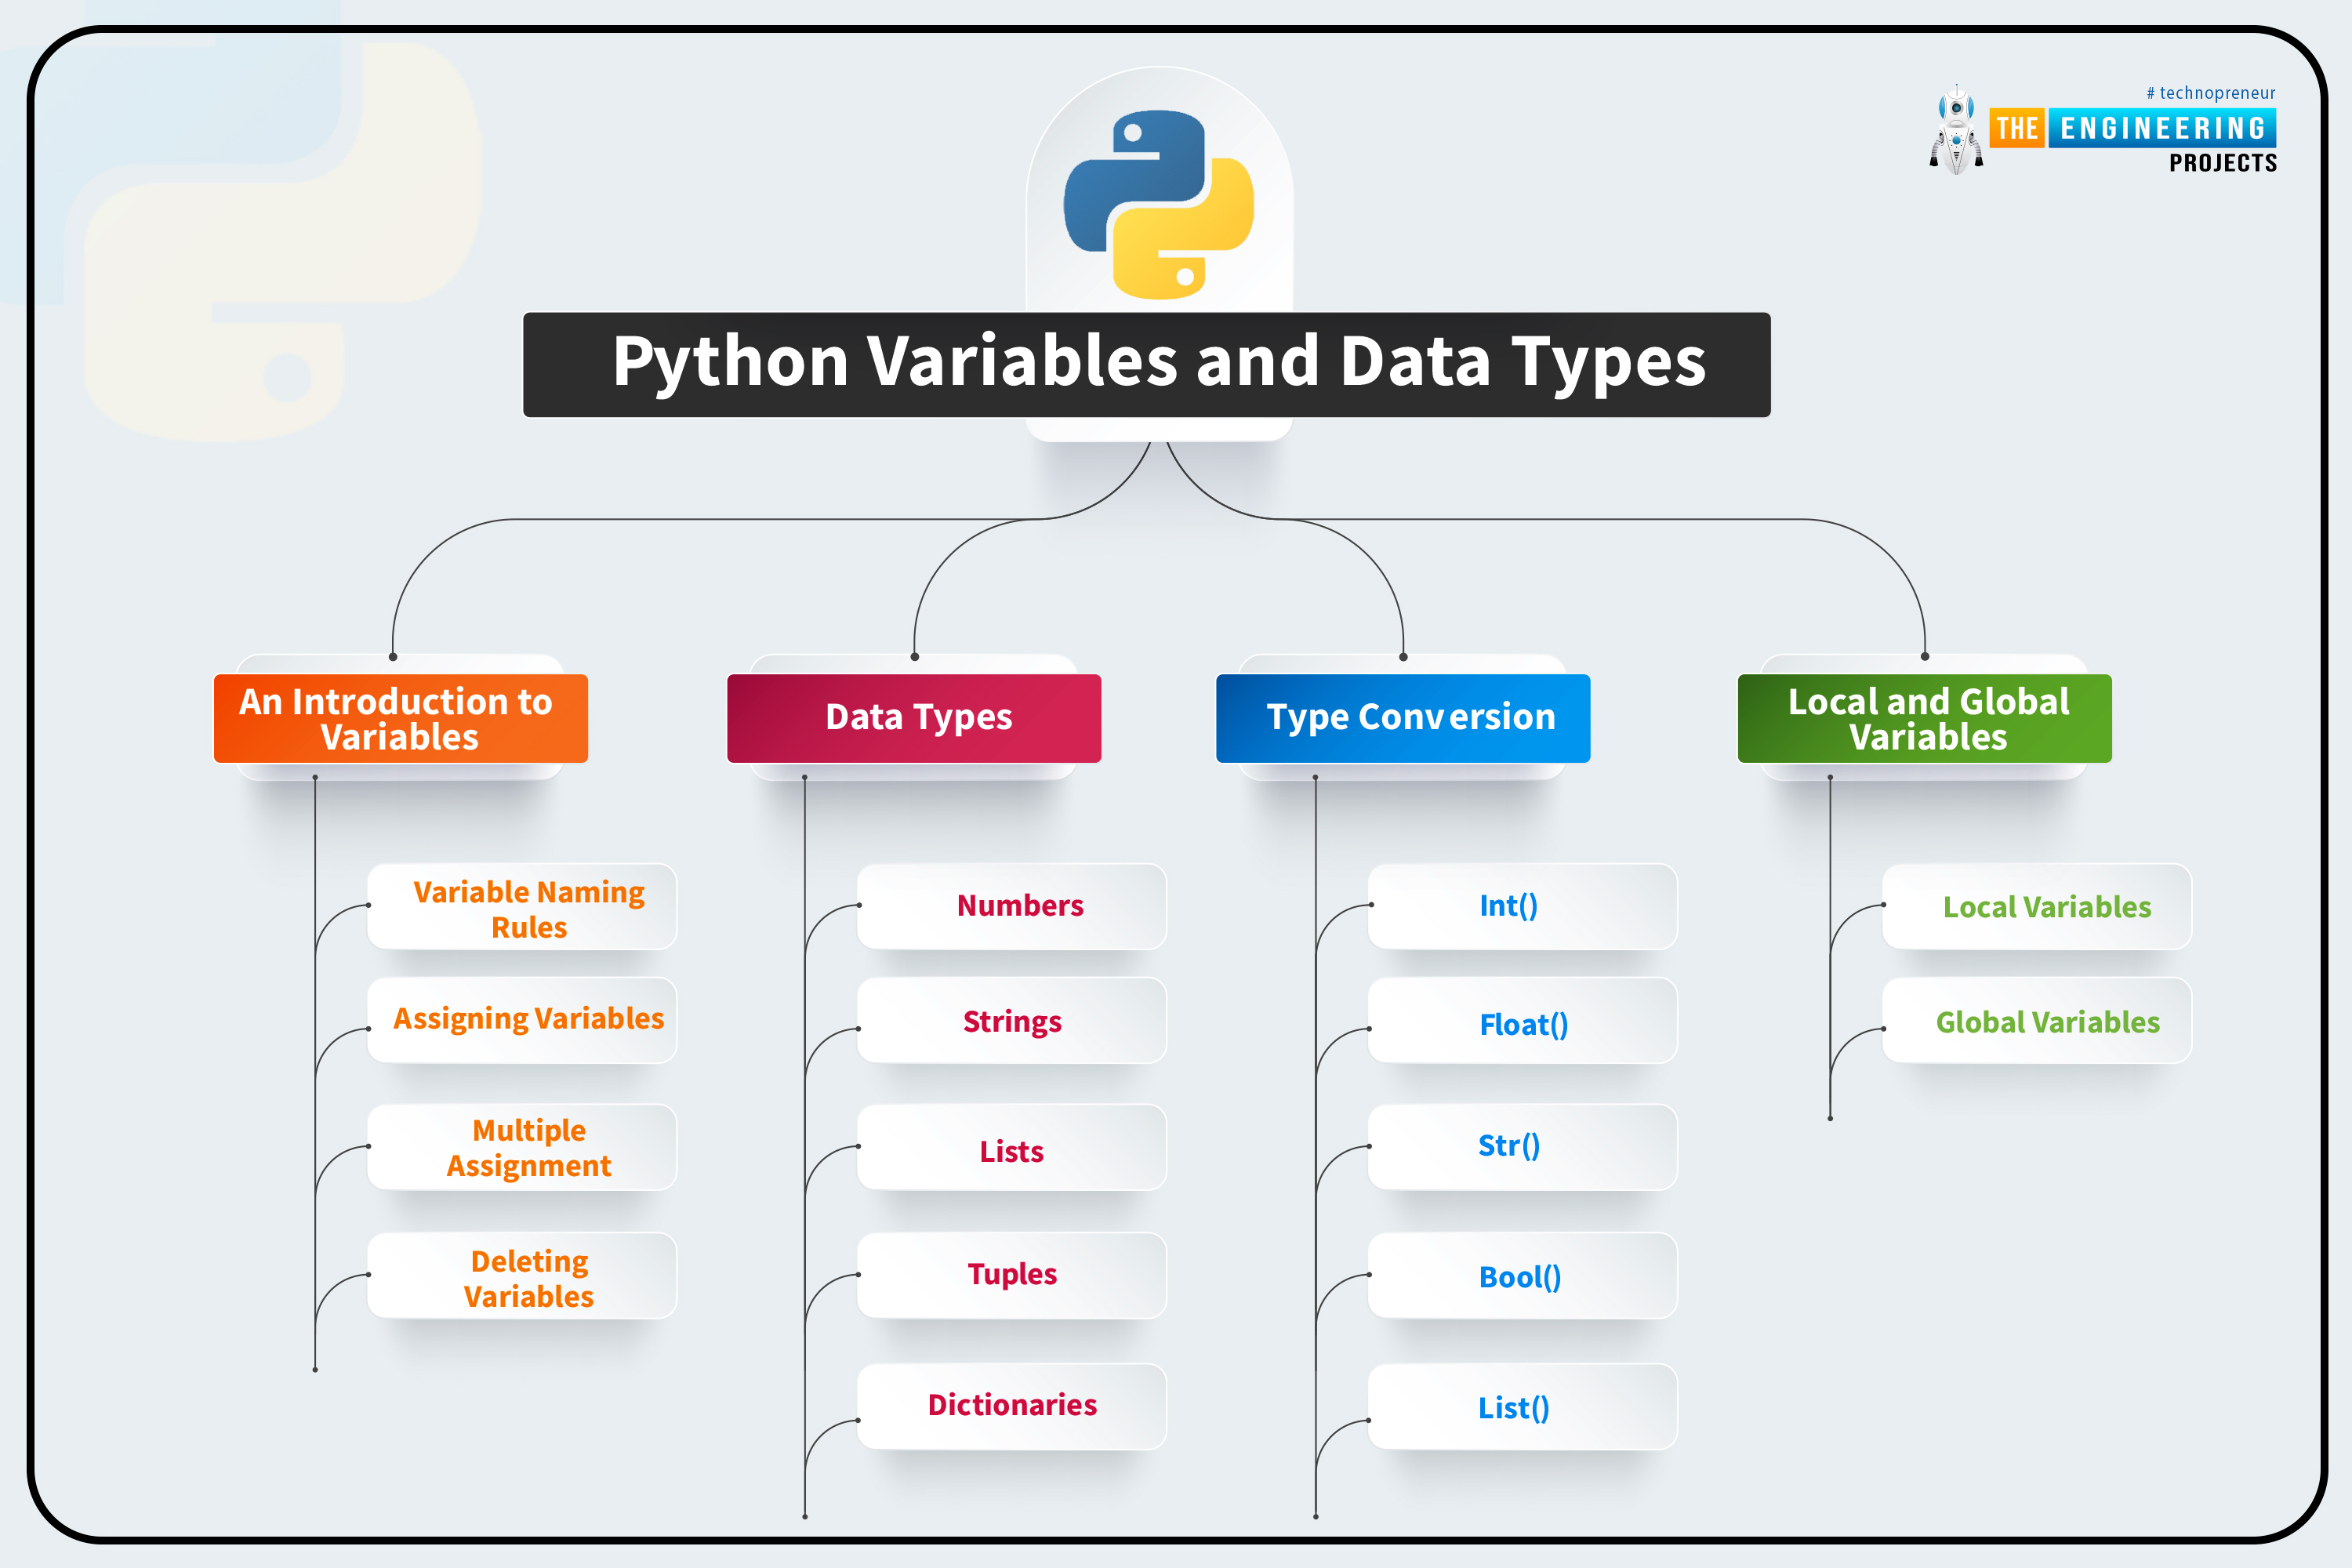 # technopreneur
THE ENGINEERING
PROJECTS
Python Variables and Data Types
An Introduction to
Variables
Variable Naming
Rules
Assigning Variables
Multiple
Assignment
Deleting
Variables
Data Types
Numbers
Strings
Lists
Tuples
Dictionaries
Type Conversion
Int()
Float()
Str()
Bool()
List()
Local and Global
Variables
Local Variables
Global Variables